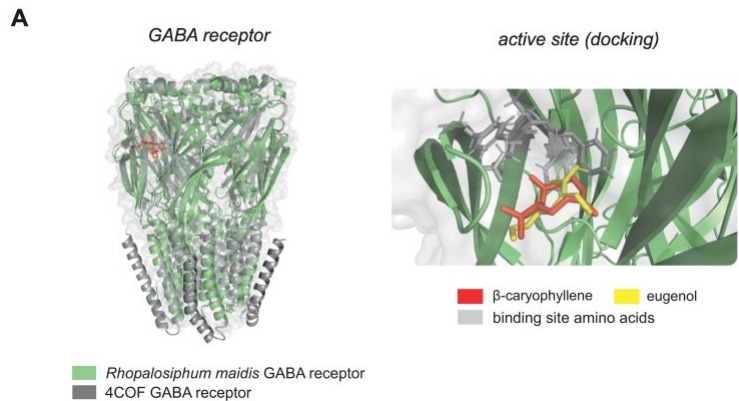 A
GABA receptor
active site (docking)
β-caryophyllene
eugenol
binding site amino acids
Rhopalosiphum maidis GABA receptor
4COF GABA receptor